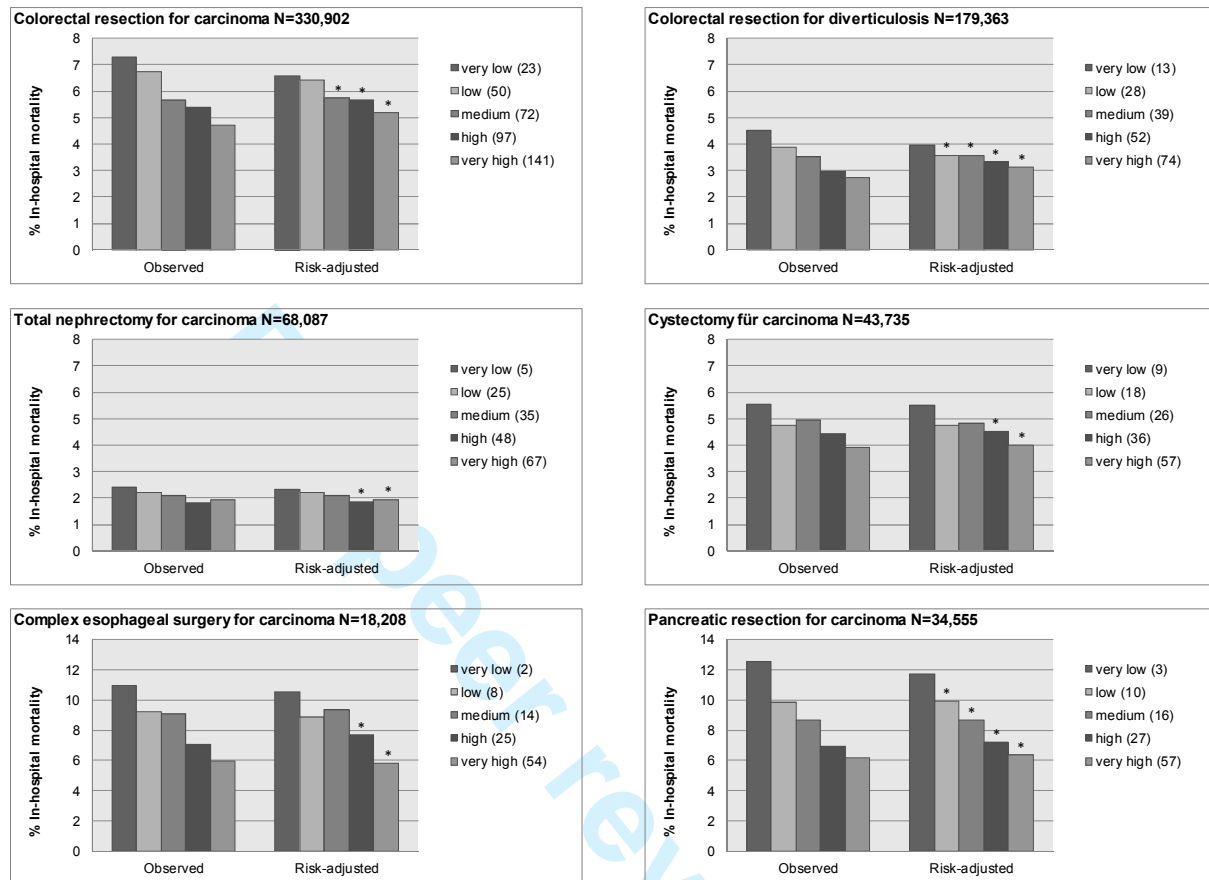 Colorectal resection for carcinoma N=330,902
8
7
6
5
4
3
2
1
0
% In-hospital mortality
* * *
Observed
Risk-adjusted
very low (23)
low (50)
medium (72)
high (97)
very high (141)
Colorectal resection for diverticulosis N=179,363
8
7
6
5
4
3
2
1
0
% In-hospital mortality
* * * *
Observed
Risk-adjusted
very low (13)
low (28)
medium (39)
high (52)
very high (74)
Total nephrectomy for carcinoma N=68,087
8
7
6
5
4
3
2
1
0
% In-hospital mortality
* *
Observed
Risk-adjusted
very low (5)
low (25)
medium (35)
high (48)
very high (67)
Cystectomy für carcinoma N=43,735
8
7
6
5
4
3
2
1
0
% In-hospital mortality
* *
Observed
Risk-adjusted
very low (9)
low (18)
medium (26)
high (36)
very high (57)
Complex esophageal surgery for carcinoma N=18,208
14
12
10
8
6
4
2
0
% In-hospital mortality
* *
Observed
Risk-adjusted
very low (2)
low (8)
medium (14)
high (25)
very high (54)
Pancreatic resection for carcinoma N=34,555
14
12
10
8
6
4
2
0
% In-hospital mortality
* * * *
Observed
Risk-adjusted
very low (3)
low (10)
medium (16)
high (27)
very high (57)
peer rev